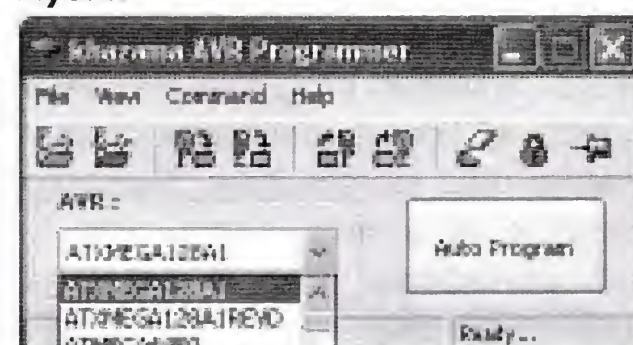 Khazama AVR Programmer
File View Command Help
AVR :
ATXMEGA128A1
Auto Program
ATXMEGA128A1
ATXMEGA128A1REVD
Ready...